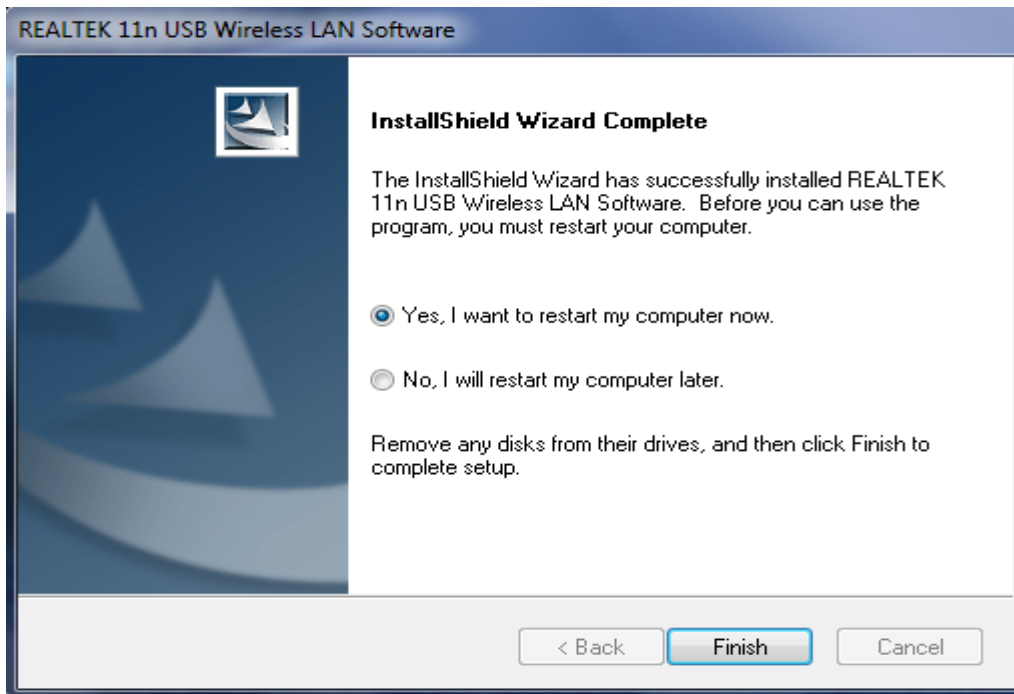 REALTEK 11n USB Wireless LAN Software
InstallShield Wizard Complete
The InstallShield Wizard has successfully installed REALTEK
11n USB Wireless LAN Software. Before you can use the
program, you must restart your computer.
Yes, I want to restart my computer now.
No, I will restart my computer later.
Remove any disks from their drives, and then click Finish to
complete setup.
< Back Finish Cancel